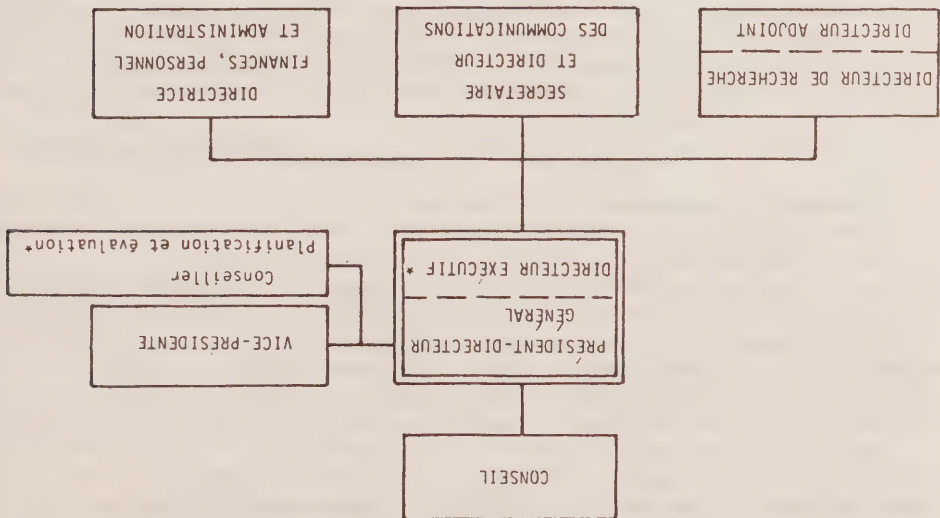 CONSEIL
PRÉSIDENT-DIRECTEUR
GÉNÉRAL
DIRECTEUR EXÉCUTIF *
VICE-PRÉSIDENTE
Conseiller
Planification et évaluation*
DIRECTEUR DE RECHERCHE
DIRECTEUR ADJOINT
SECRÉTAIRE
ET DIRECTEUR
DES COMMUNICATIONS
DIRECTRICE
FINANCES, PERSONNEL
ET ADMINISTRATION